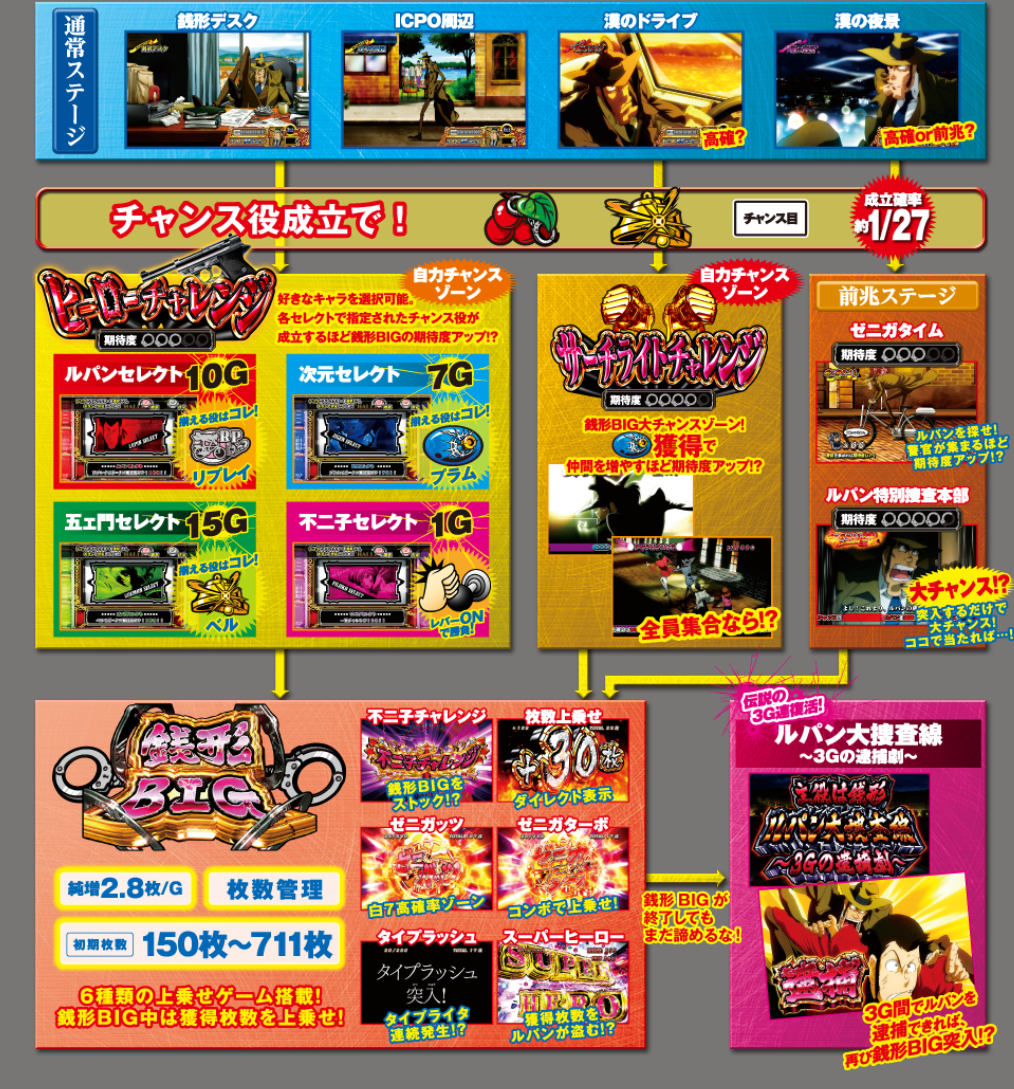 通常ステージ
銭形デスク
ICPO周辺
漢のドライブ
高確?
漢の夜景
高確or前兆?
チャンス役成立で！
チャンス目
成立確率
約1/27
ヒーローチャレンジ
期待度
自力チャンス
ゾーン
好きなキャラを選択可能。
各セレクトで指定されたチャンス役が
成立するほど銭形BIGの期待度アップ!?
ルパンセレクト 10G
LUPIN SELECT
揃える役はコレ!
RP
リプレイ
次元セレクト 7G
JIGEN SELECT
揃える役はコレ!
プラム
五ェ門セレクト 15G
GOEMON SELECT
揃える役はコレ!
ベル
不二子セレクト 1G
FUJIKO SELECT
レバーON
で勝負!
自力チャンス
ゾーン
サーチライトチャレンジ
期待度
銭形BIG大チャンスゾーン!
獲得で
仲間を増やすほど期待度アップ!?
全員集合なら!?
前兆ステージ
ゼニガタイム
期待度
ルパンを探せ!
警官が集まるほど
期待度アップ!?
ルパン特別捜査本部
期待度
大チャンス!?
突入するだけで
大チャンス!
ココで当たれば…!
銭形
BIG
純増2.8枚/G
枚数管理
初期枚数 150枚〜711枚
6種類の上乗せゲーム搭載!
銭形BIG中は獲得枚数を上乗せ!
不二子チャレンジ
不二子チャレンジ
銭形BIGを
ストック!?
枚数上乗せ
+30枚
ダイレクト表示
ゼニガッツ
白7高確率ゾーン
ゼニガターボ
コンボで上乗せ!
タイプラッシュ
タイプラッシュ
突入!
タイプライタ
連続発生!?
スーパーヒーロー
SUPER
HERO
獲得枚数を
ルパンが盗む!?
銭形BIGが
終了しても
まだ諦めるな!
伝説の
3G連復活!
ルパン大捜査線
〜3Gの逮捕劇〜
主役は銭形
ルパン大捜査線
〜3Gの逮捕劇〜
逮捕
3G間でルパンを
逮捕できれば、
再び銭形BIG突入!?